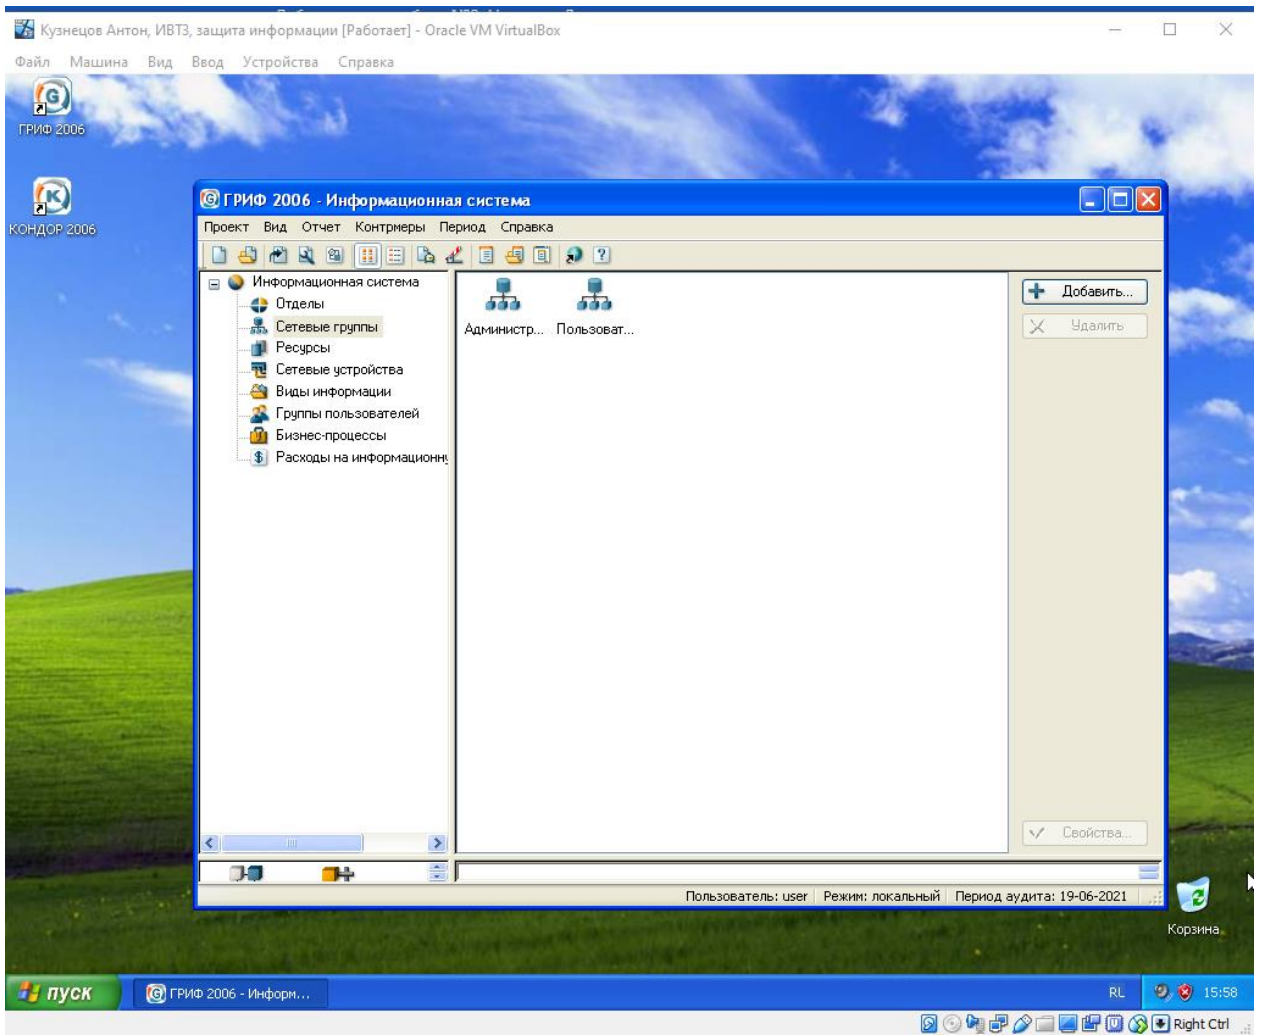 Кузнецов Антон, ИВТЗ, защита информации [Работает] - Oracle VM VirtualBox
Файл Машина Вид Ввод Устройства Справка
ГРИФ 2006
КОНДОР 2006
ГРИФ 2006 - Информационная система
Проект Вид Отчет Контрмеры Период Справка
Информационная система
Отделы
Сетевые группы
Ресурсы
Сетевые устройства
Виды информации
Группы пользователей
Бизнес-процессы
Расходы на информационн
Администр... Пользоват...
Добавить...
Удалить
Свойства...
Пользователь: user Режим: локальный Период аудита: 19-06-2021
Корзина
пуск
ГРИФ 2006 - Информ...
RL
15:58
Right Ctrl